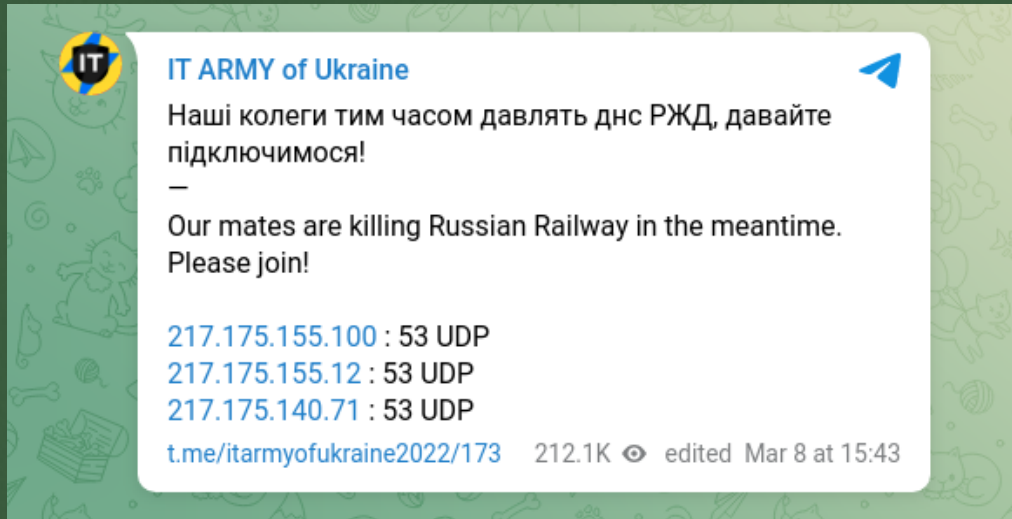 IT
IT ARMY of Ukraine
Наші колеги тим часом давлять днс РЖД, давайте
підключимося!
—
Our mates are killing Russian Railway in the meantime.
Please join!
217.175.155.100 : 53 UDP
217.175.155.12 : 53 UDP
217.175.140.71 : 53 UDP
t.me/itarmyofukraine2022/173 212.1K edited Mar 8 at 15:43